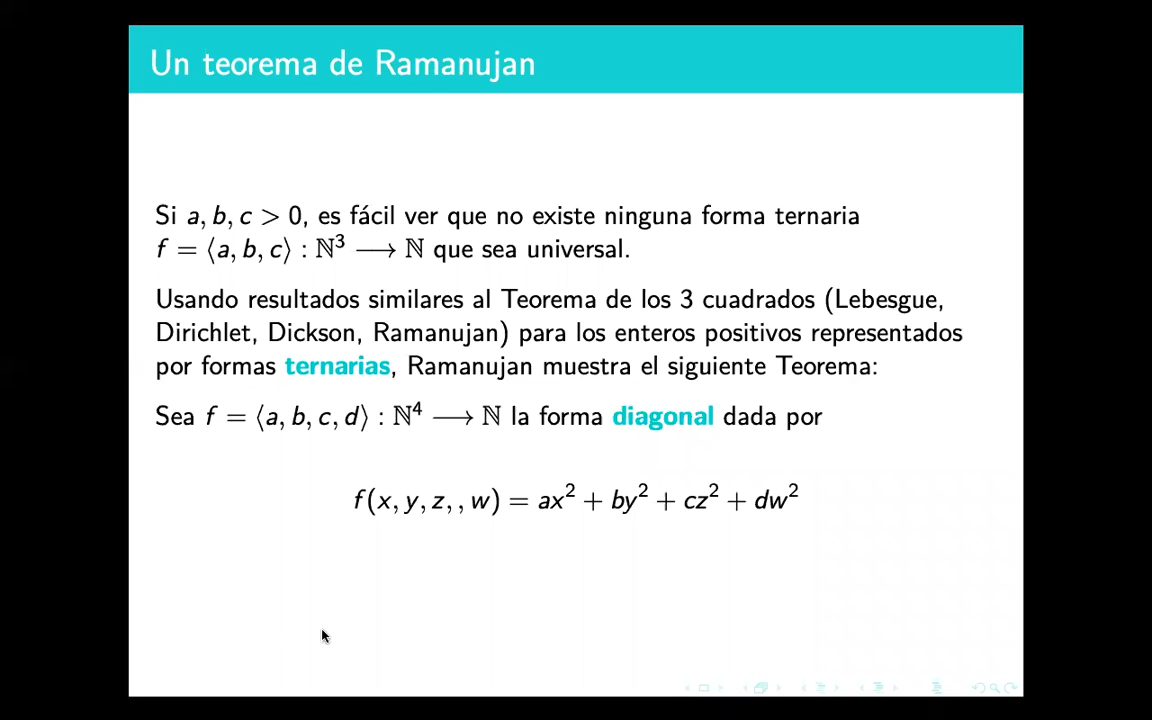 Un teorema de Ramanujan
Si a, b, c > 0, es fácil ver que no existe ninguna forma ternaria
f = ⟨a, b, c⟩ : ℕ³ ⟶ ℕ que sea universal.
Usando resultados similares al Teorema de los 3 cuadrados (Lebesgue,
Dirichlet, Dickson, Ramanujan) para los enteros positivos representados
por formas ternarias, Ramanujan muestra el siguiente Teorema:
Sea f = ⟨a, b, c, d⟩ : ℕ⁴ ⟶ ℕ la forma diagonal dada por
f(x, y, z, , w) = ax² + by² + cz² + dw²